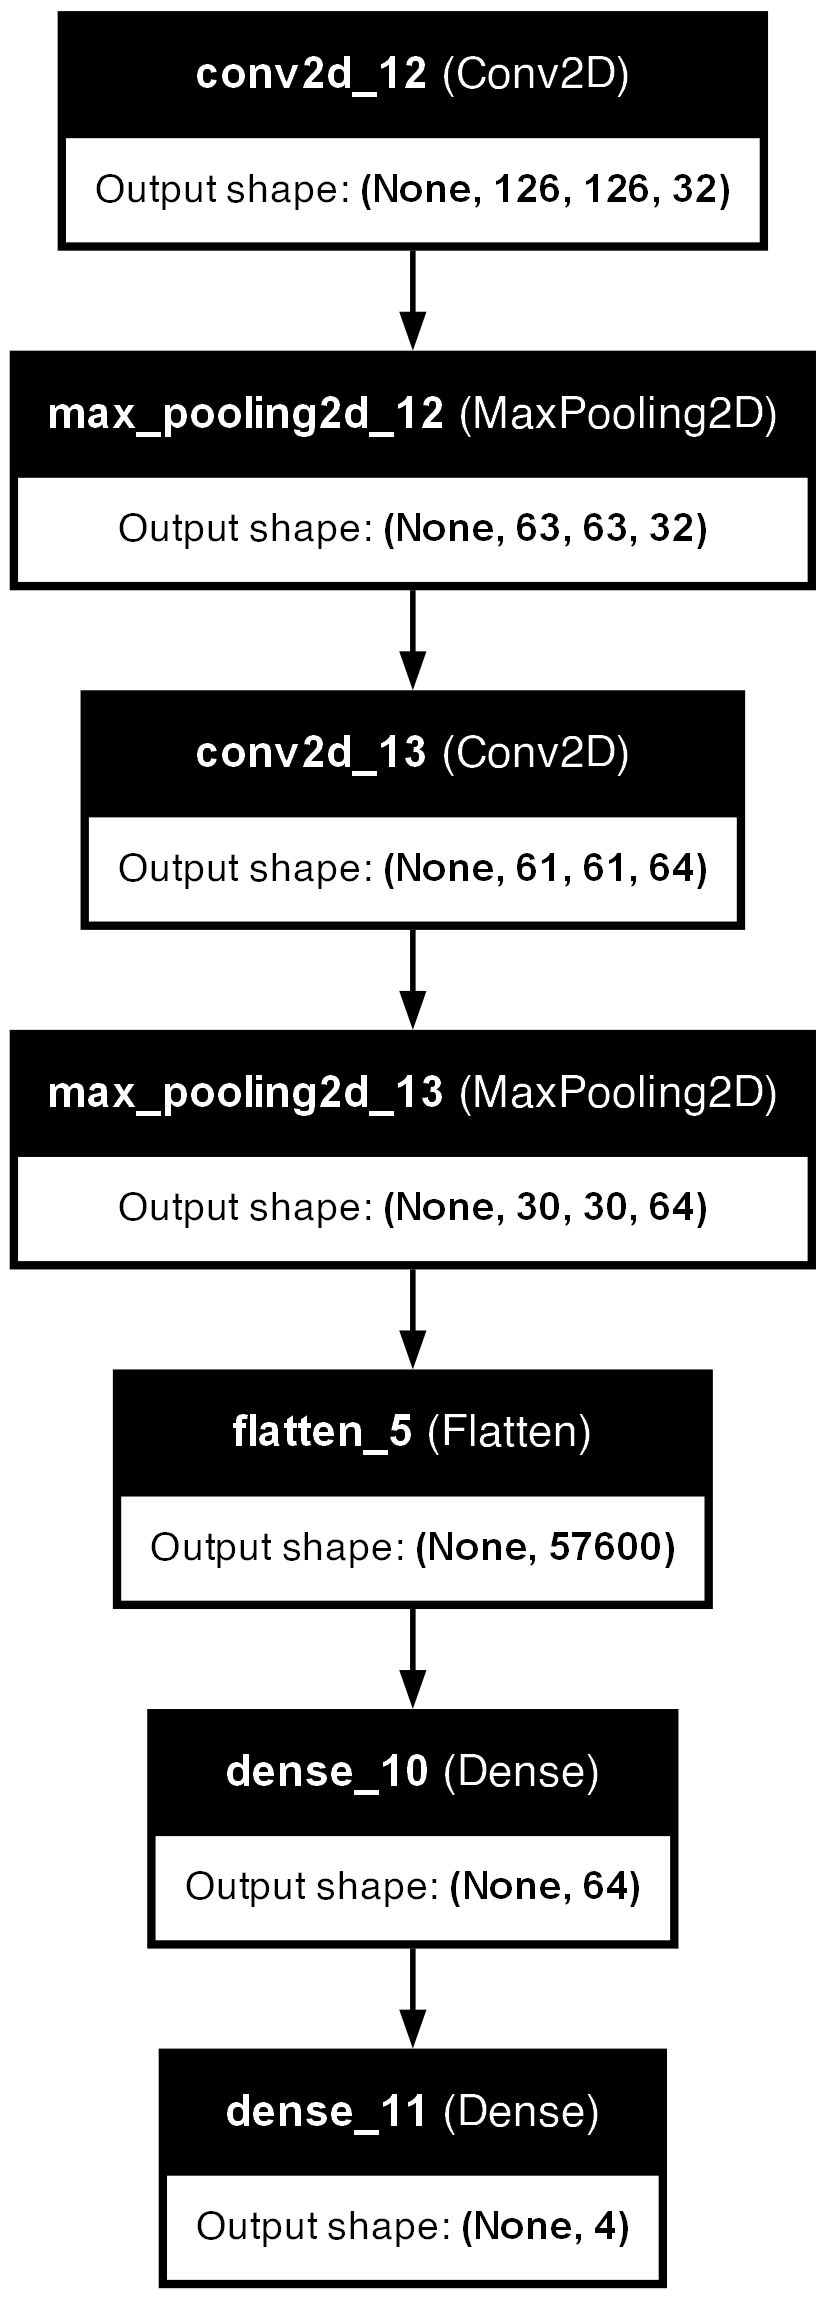 conv2d_12 (Conv2D)
Output shape: (None, 126, 126, 32)
max_pooling2d_12 (MaxPooling2D)
Output shape: (None, 63, 63, 32)
conv2d_13 (Conv2D)
Output shape: (None, 61, 61, 64)
max_pooling2d_13 (MaxPooling2D)
Output shape: (None, 30, 30, 64)
flatten_5 (Flatten)
Output shape: (None, 57600)
dense_10 (Dense)
Output shape: (None, 64)
dense_11 (Dense)
Output shape: (None, 4)